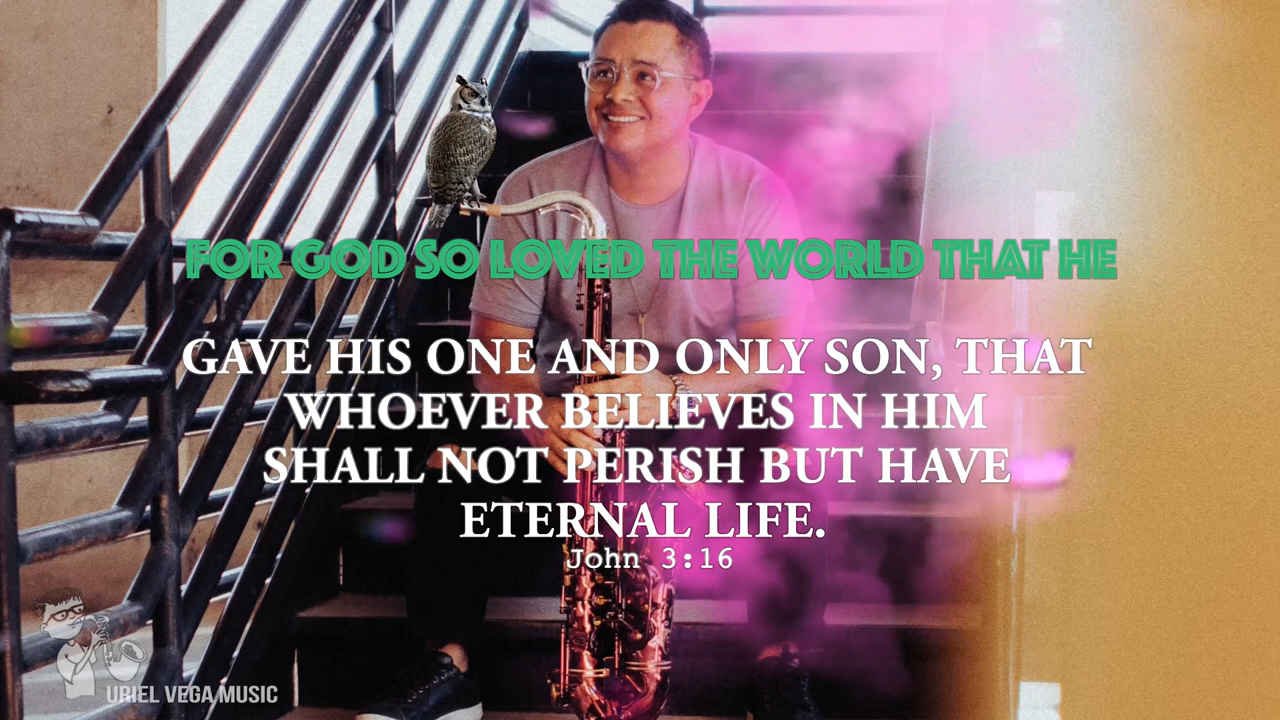 FOR GOD SO LOVED THE WORLD THAT HE
GAVE HIS ONE AND ONLY SON, THAT
WHOEVER BELIEVES IN HIM
SHALL NOT PERISH BUT HAVE
ETERNAL LIFE.
John 3:16
URIEL VEGA MUSIC